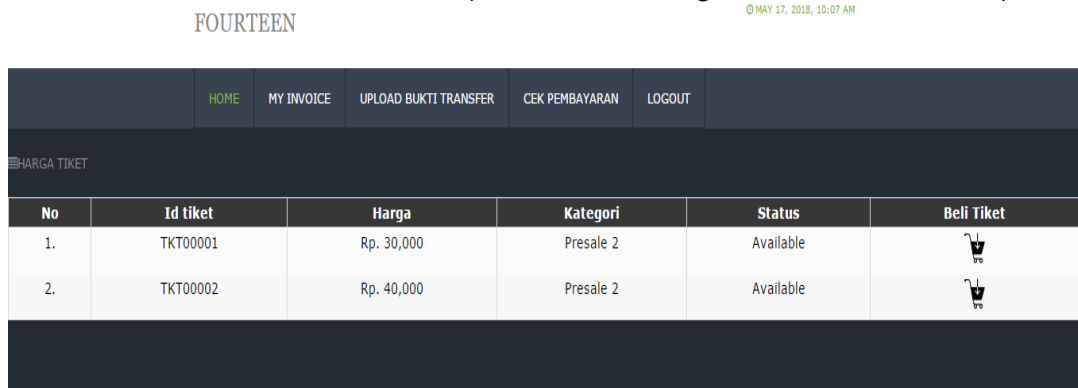 MAY 17, 2018, 10:07 AM
FOURTEEN
HOME MY INVOICE UPLOAD BUKTI TRANSFER CEK PEMBAYARAN LOGOUT
HARGA TIKET
No Id tiket Harga Kategori Status Beli Tiket
1. TKT00001 Rp. 30,000 Presale 2 Available
2. TKT00002 Rp. 40,000 Presale 2 Available